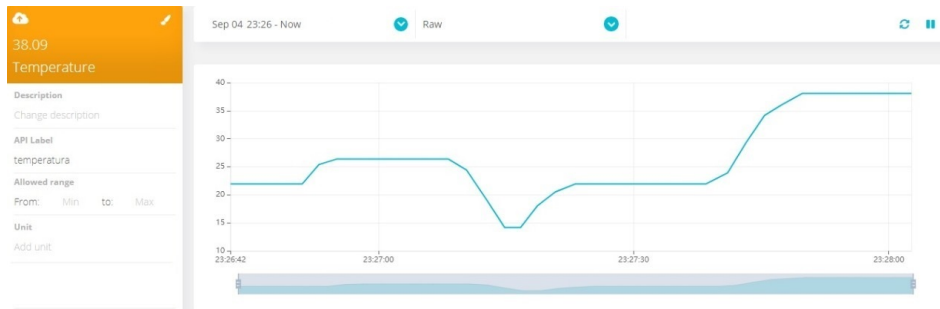 38.09
Temperature
Description
Change description
API Label
temperatura
Allowed range
From: Min to: Max
Unit
Add unit
Sep 04 23:26 - Now
Raw
40
35
30
25
20
15
10
23:26:42 23:27:00 23:27:30 23:28:00